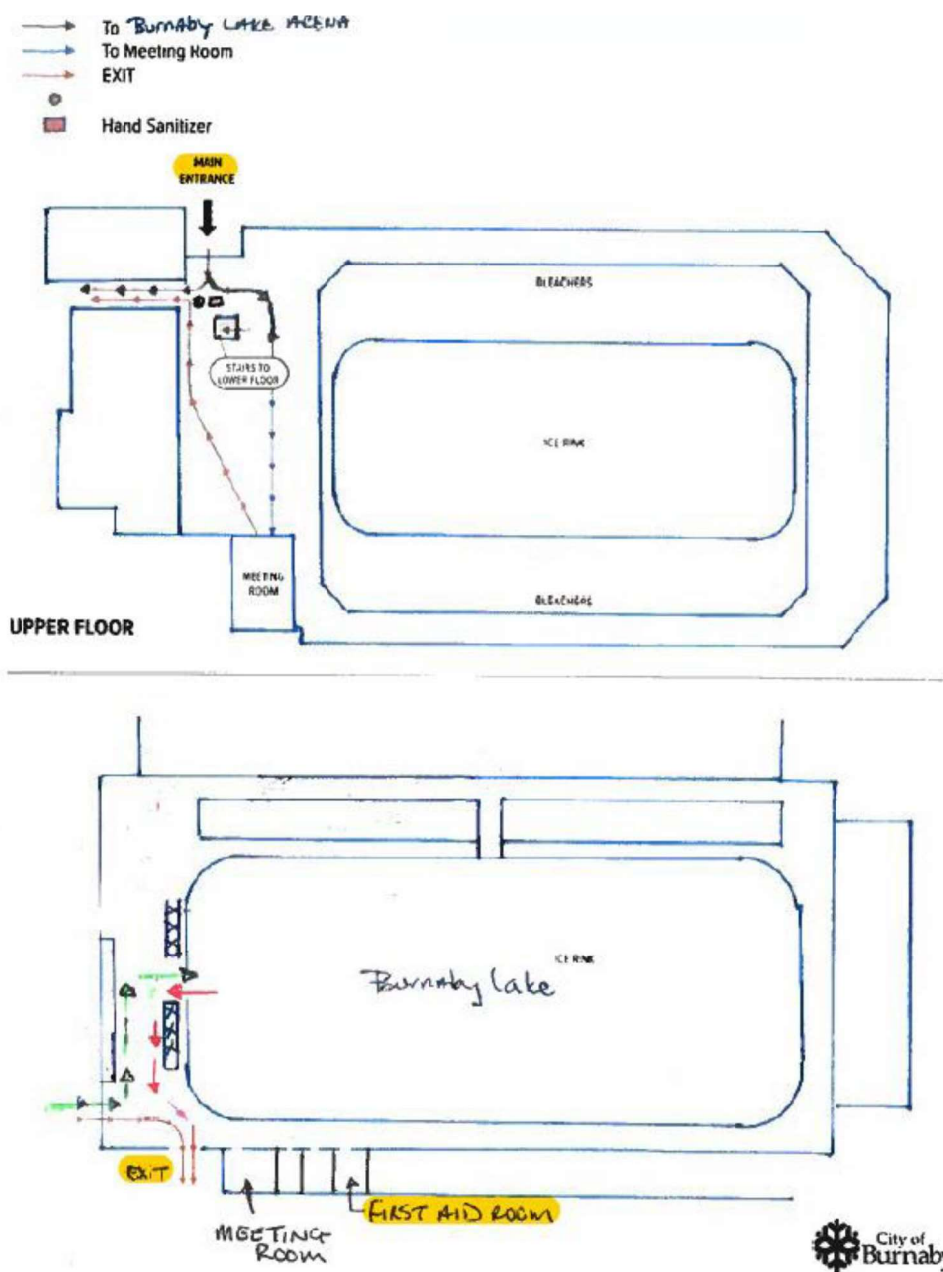 To Burnaby LAKE ARENA
To Meeting Room
EXIT
Hand Sanitizer
MAIN
ENTRANCE
BLEACHERS
STAIRS TO
LOWER FLOOR
ICE RINK
MEETING
ROOM
BLEACHERS
UPPER FLOOR
ICE RINK
Burnaby Lake
EXIT
FIRST AID ROOM
MEETING
ROOM
City of
Burnaby